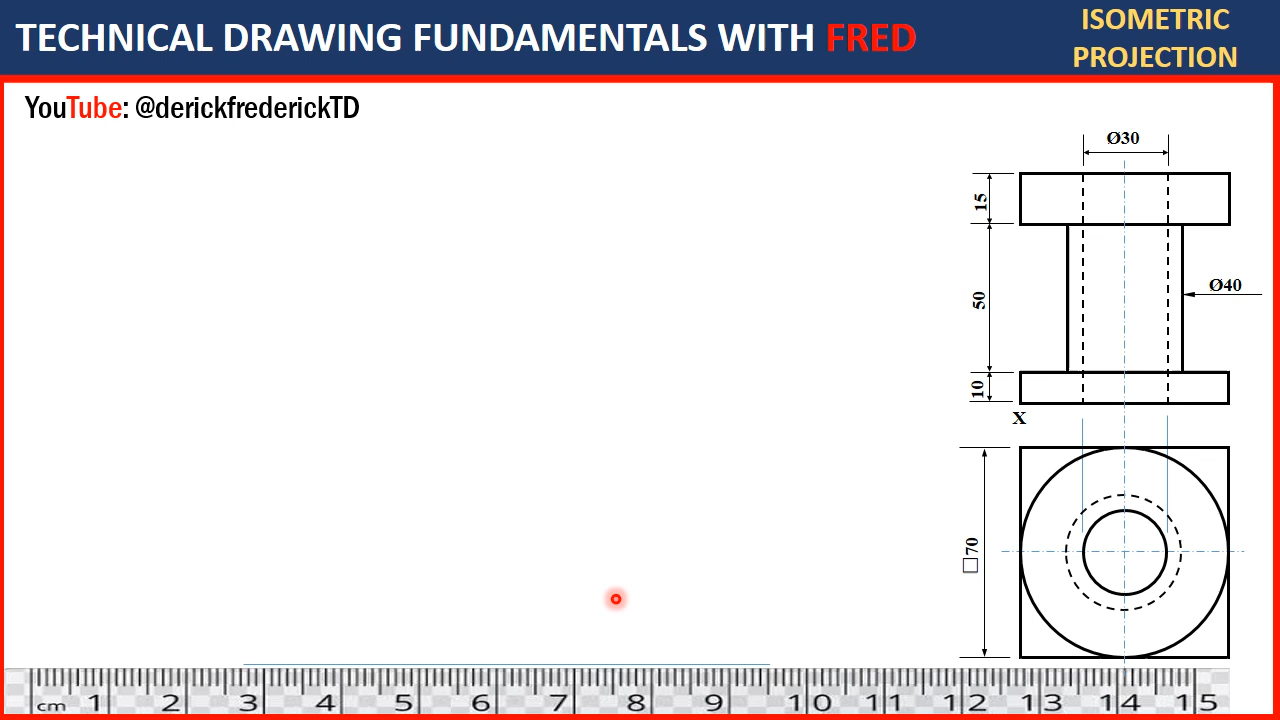 TECHNICAL DRAWING FUNDAMENTALS WITH FRED
ISOMETRIC
PROJECTION
YouTube: @derickfrederickTD
Ø30
15
50
Ø40
10
X
□70
cm 1 2 3 4 5 6 7 8 9 10 11 12 13 14 15